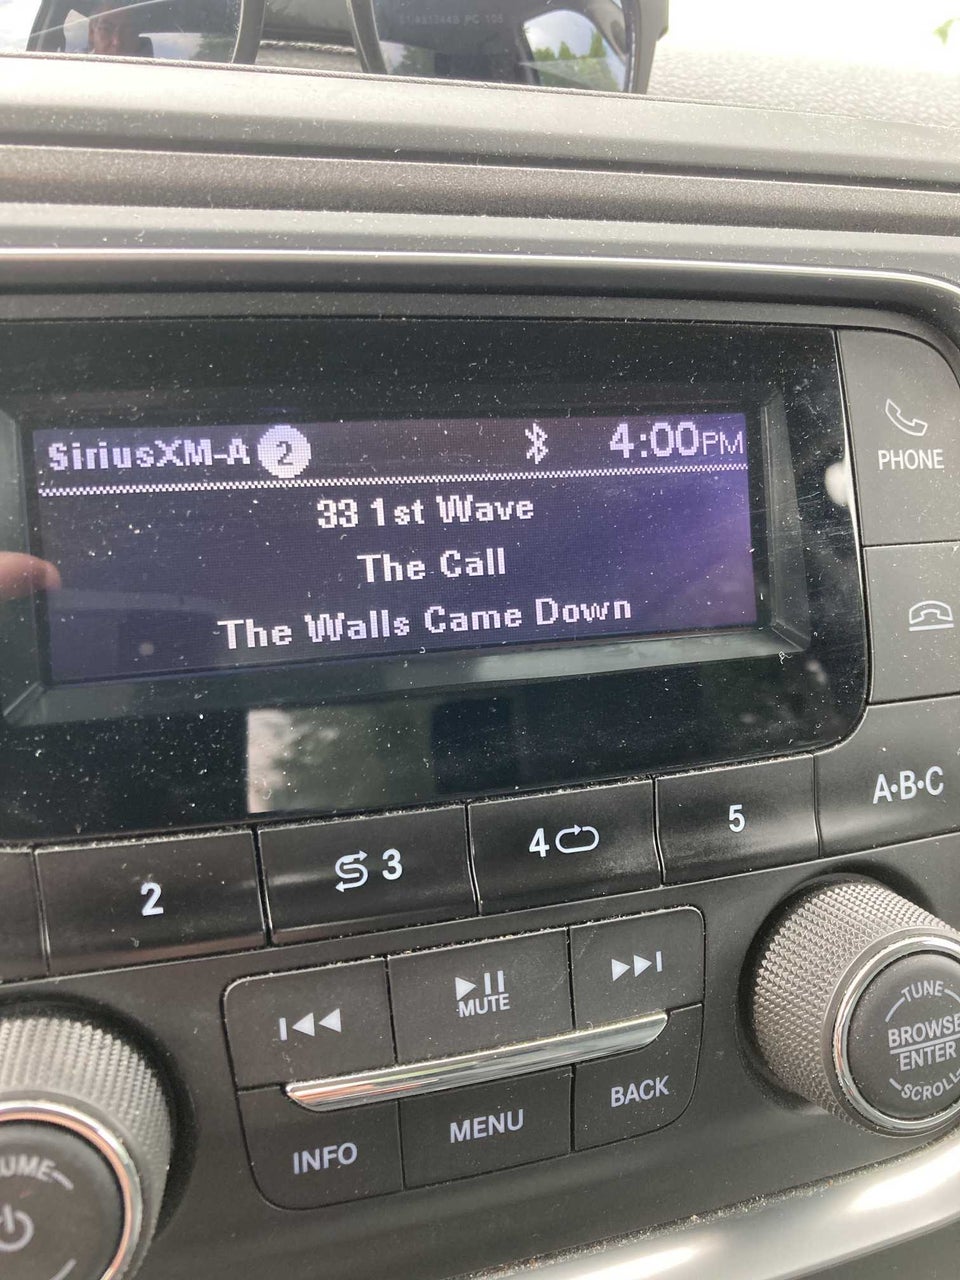 SiriusXM-A 2 4:00PM
33 1st Wave
The Call
The Walls Came Down
PHONE
2
3
4
5
A·B·C
MUTE
INFO
MENU
BACK
TUNE
BROWSE
ENTER
SCROLL